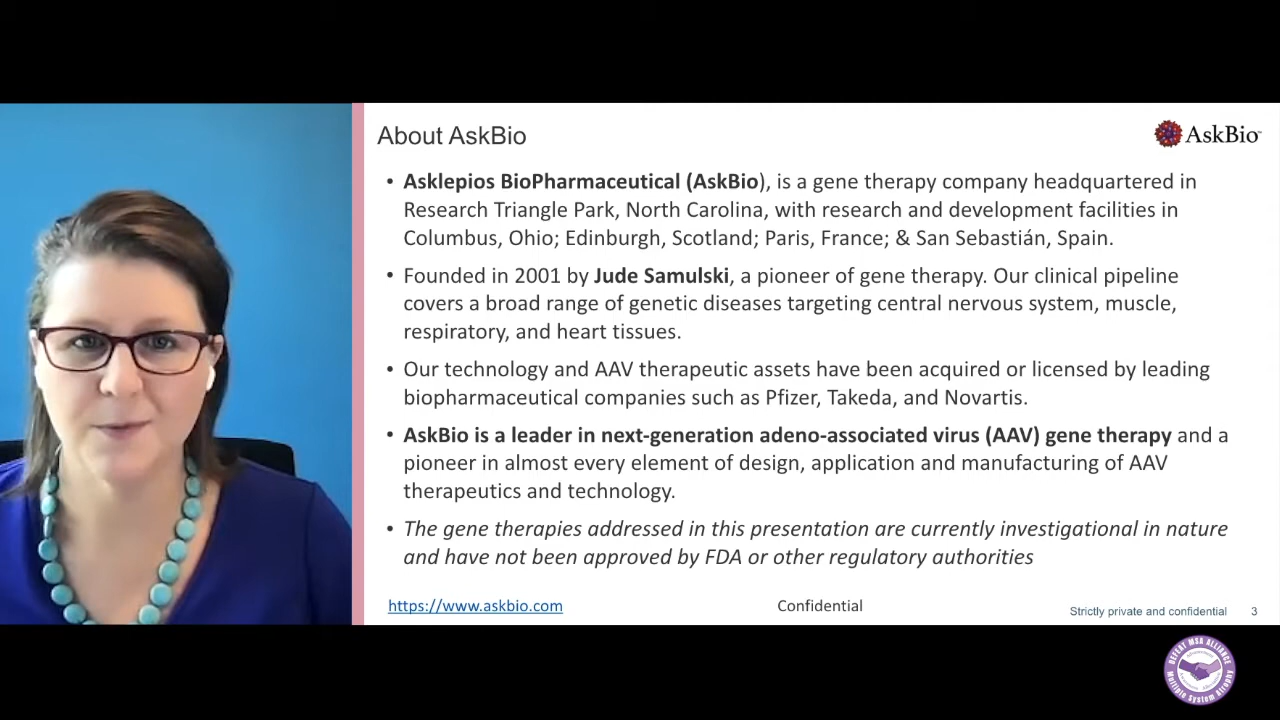 About AskBio
AskBio
• Asklepios BioPharmaceutical (AskBio), is a gene therapy company headquartered in
Research Triangle Park, North Carolina, with research and development facilities in
Columbus, Ohio; Edinburgh, Scotland; Paris, France; & San Sebastián, Spain.
• Founded in 2001 by Jude Samulski, a pioneer of gene therapy. Our clinical pipeline
covers a broad range of genetic diseases targeting central nervous system, muscle,
respiratory, and heart tissues.
• Our technology and AAV therapeutic assets have been acquired or licensed by leading
biopharmaceutical companies such as Pfizer, Takeda, and Novartis.
• AskBio is a leader in next-generation adeno-associated virus (AAV) gene therapy and a
pioneer in almost every element of design, application and manufacturing of AAV
therapeutics and technology.
• The gene therapies addressed in this presentation are currently investigational in nature
and have not been approved by FDA or other regulatory authorities
https://www.askbio.com
Confidential
Strictly private and confidential 3
DEFEAT MSA ALLIANCE
Multiple System Atrophy